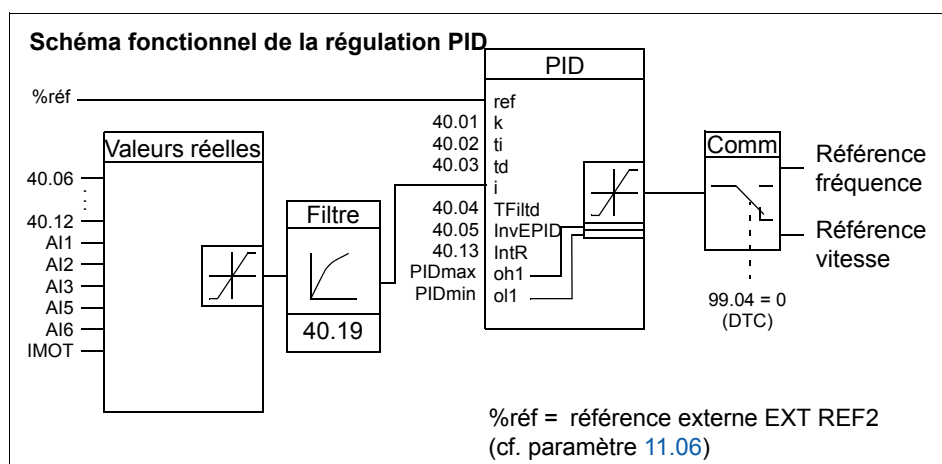 Schéma fonctionnel de la régulation PID
PID
%réf
ref
40.01
k
40.02
ti
40.03
td
i
40.04
TFiltd
40.05
InvEPID
40.13
IntR
PIDmax
oh1
PIDmin
ol1
Valeurs réelles
40.06
:
40.12
AI1
AI2
AI3
AI5
AI6
IMOT
Filtre
40.19
Comm
Référence
fréquence
Référence
vitesse
99.04 = 0
(DTC)
%réf = référence externe EXT REF2
(cf. paramètre 11.06)